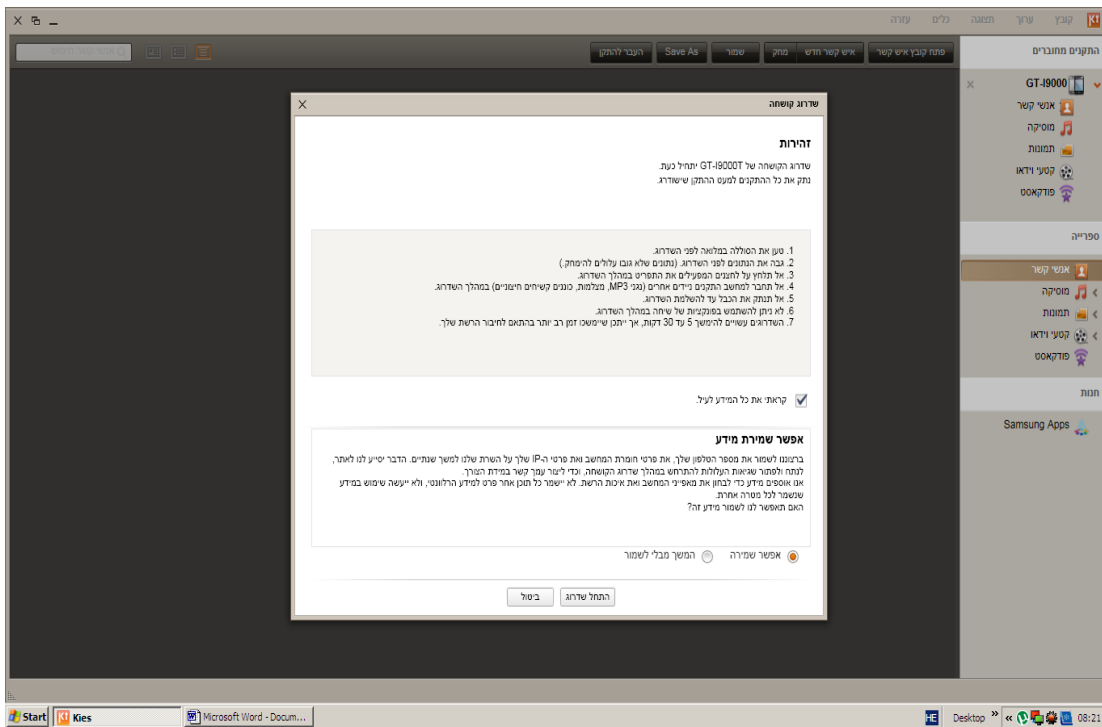 קובץ ערוך תצוגה כלים עזרה
פתח קובץ איש קשר איש קשר חדש מחק שמור Save As העבר להתקן
התקנים מחוברים
GT-I9000
אנשי קשר
מוסיקה
תמונות
קטעי וידאו
פודקאסט
ספרייה
אנשי קשר
מוסיקה
תמונות
קטעי וידאו
פודקאסט
חנות
Samsung Apps
שדרוג קושחה
זהירות
שדרוג הקושחה של GT-I9000T יתחיל כעת.
נתק את כל ההתקנים למעט ההתקן שישודרג.
1. טען את הסוללה במלואה לפני השדרוג.
2. גבה את הנתונים לפני השדרוג. (נתונים שלא גובו עלולים להימחק.)
3. אל תלחץ על לחצנים המפעילים את התפריט במהלך השדרוג.
4. אל תחבר למחשב התקנים ניידים אחרים (נגני MP3, מצלמות, כוננים קשיחים חיצוניים) במהלך השדרוג.
5. אל תנתק את הכבל עד להשלמת השדרוג.
6. לא ניתן להשתמש בפונקציות של שיחה במהלך השדרוג.
7. השדרוגים עשויים להימשך 5 עד 30 דקות, אך ייתכן שיימשכו זמן רב יותר בהתאם לחיבור הרשת שלך.
קראתי את כל המידע לעיל.
אפשר שמירת מידע
ברצוננו לשמור את מספר הטלפון שלך, את פרטי חומרת המחשב ואת פרטי ה-IP שלך על השרת שלנו למשך שנתיים. הדבר יסייע לנו לאתר,
לנתח ולפתור שגיאות העלולות להתרחש במהלך שדרוג הקושחה, וכדי ליצור עמך קשר במידת הצורך.
אנו אוספים מידע כדי לבחון את מאפייני המחשב ואת איכות הרשת. לא יישמר כל תוכן אחר פרט למידע הרלוונטי, ולא ייעשה שימוש במידע
שנשמר לכל מטרה אחרת.
האם תאפשר לנו לשמור מידע זה?
אפשר שמירה המשך מבלי לשמור
התחל שדרוג ביטול
Start Kies Microsoft Word - Docum... HE Desktop 08:21